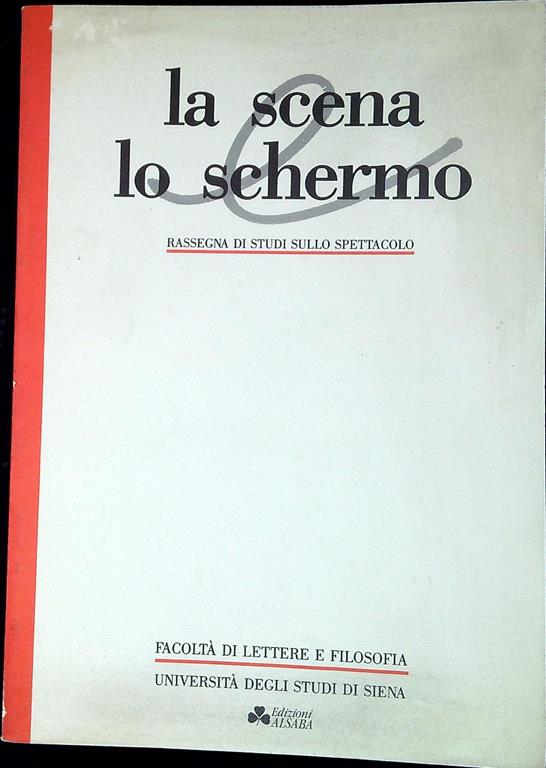 la scena
e
lo schermo
RASSEGNA DI STUDI SULLO SPETTACOLO
FACOLTÀ DI LETTERE E FILOSOFIA
UNIVERSITÀ DEGLI STUDI DI SIENA
Edizioni
ALSABA